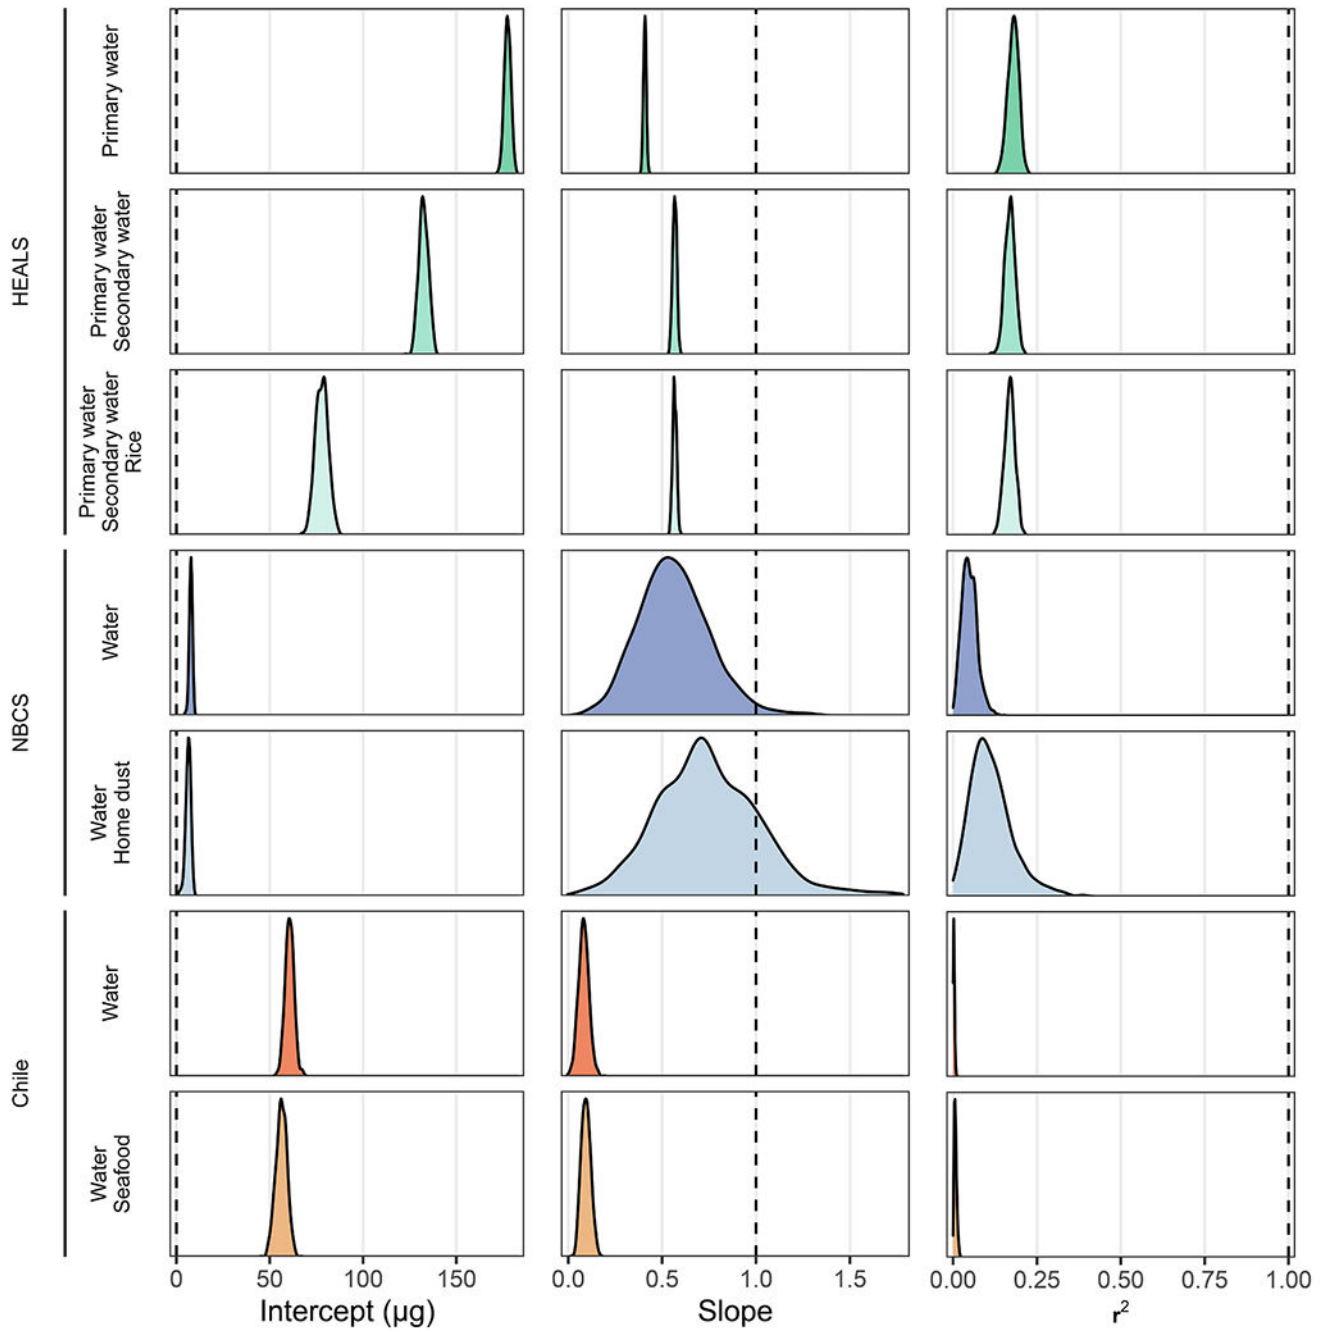 HEALS
Primary water
Primary water
Secondary water
Primary water
Secondary water
Rice
NBCS
Water
Water
Home dust
Chile
Water
Water
Seafood
0 50 100 150
0.0 0.5 1.0 1.5
0.00 0.25 0.50 0.75 1.00
Intercept (µg)
Slope
r²